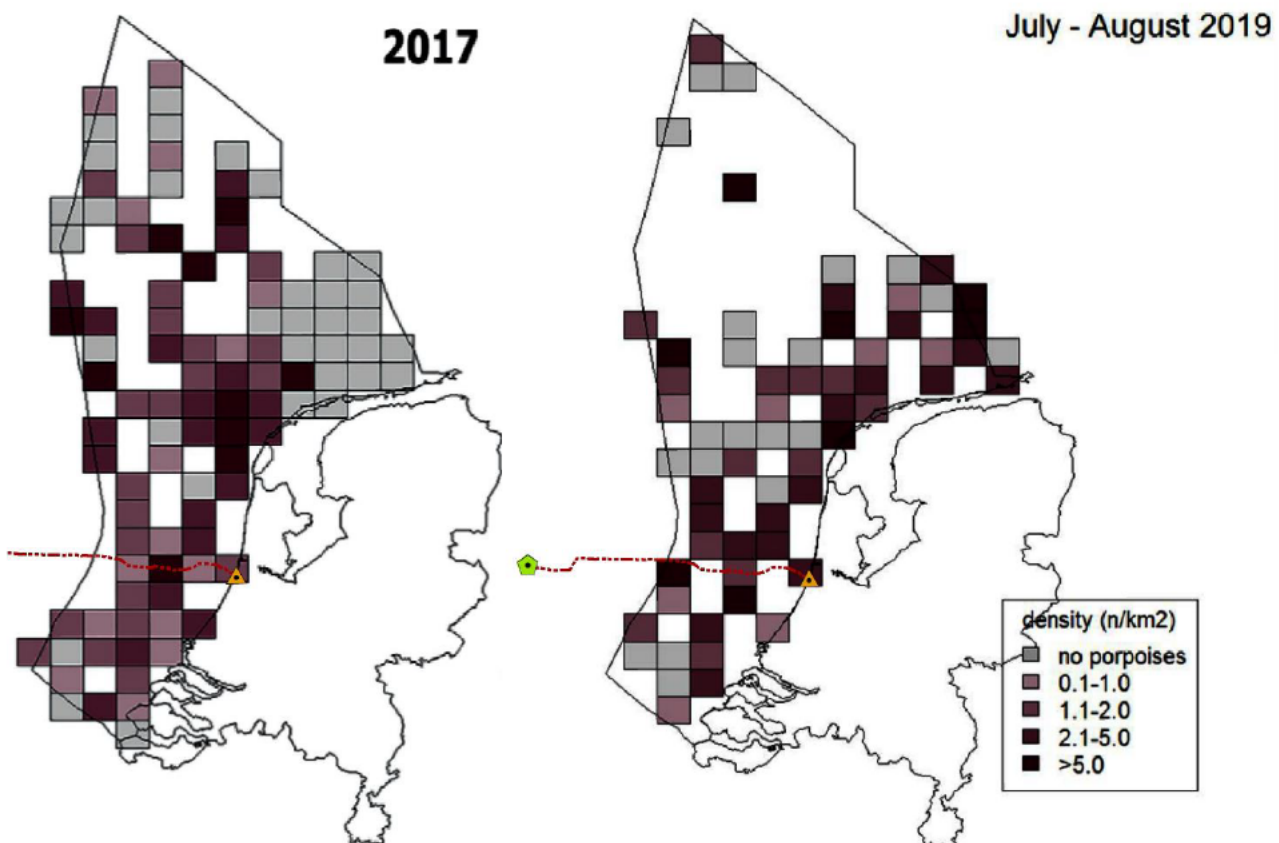 2017
July - August 2019
density (n/km2)
no porpoises
0.1-1.0
1.1-2.0
2.1-5.0
>5.0